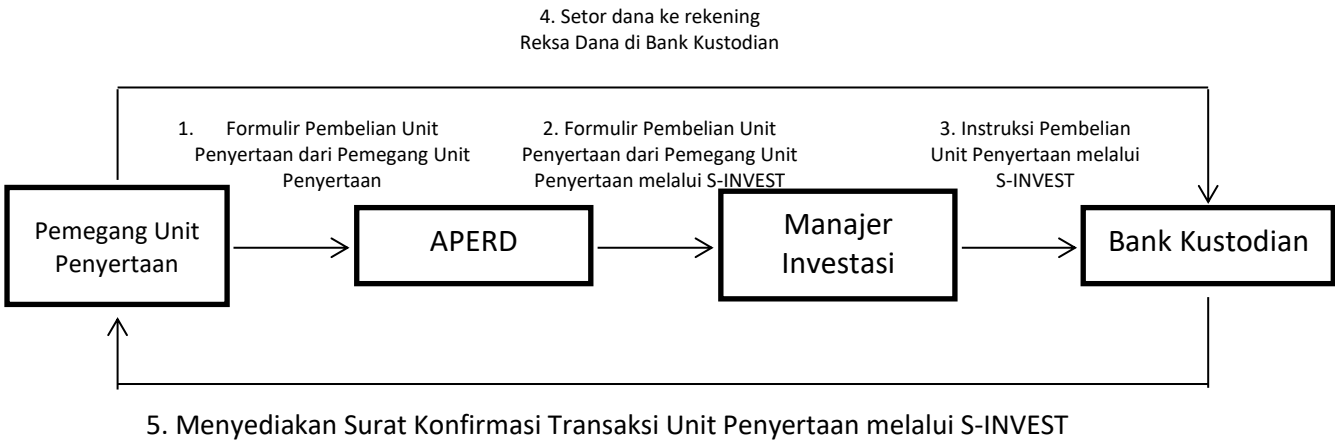 4. Setor dana ke rekening
Reksa Dana di Bank Kustodian
1. Formulir Pembelian Unit
Penyertaan dari Pemegang Unit
Penyertaan
2. Formulir Pembelian Unit
Penyertaan dari Pemegang Unit
Penyertaan melalui S-INVEST
3. Instruksi Pembelian
Unit Penyertaan melalui
S-INVEST
Pemegang Unit
Penyertaan
APERD
Manajer
Investasi
Bank Kustodian
5. Menyediakan Surat Konfirmasi Transaksi Unit Penyertaan melalui S-INVEST